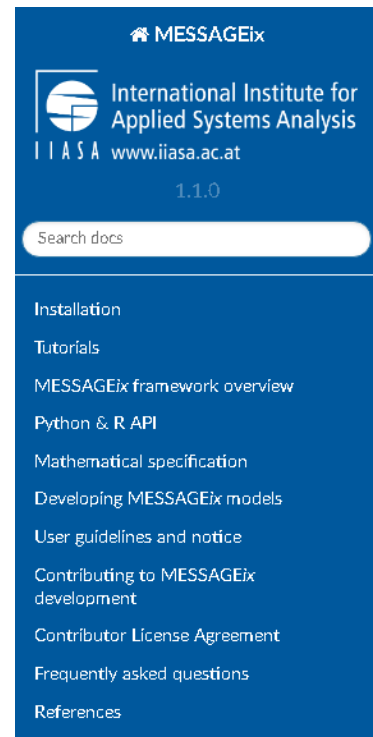 MESSAGEix
International Institute for
Applied Systems Analysis
IIASA www.iiasa.ac.at
1.1.0
Search docs
Installation
Tutorials
MESSAGEix framework overview
Python & R API
Mathematical specification
Developing MESSAGEix models
User guidelines and notice
Contributing to MESSAGEix
development
Contributor License Agreement
Frequently asked questions
References